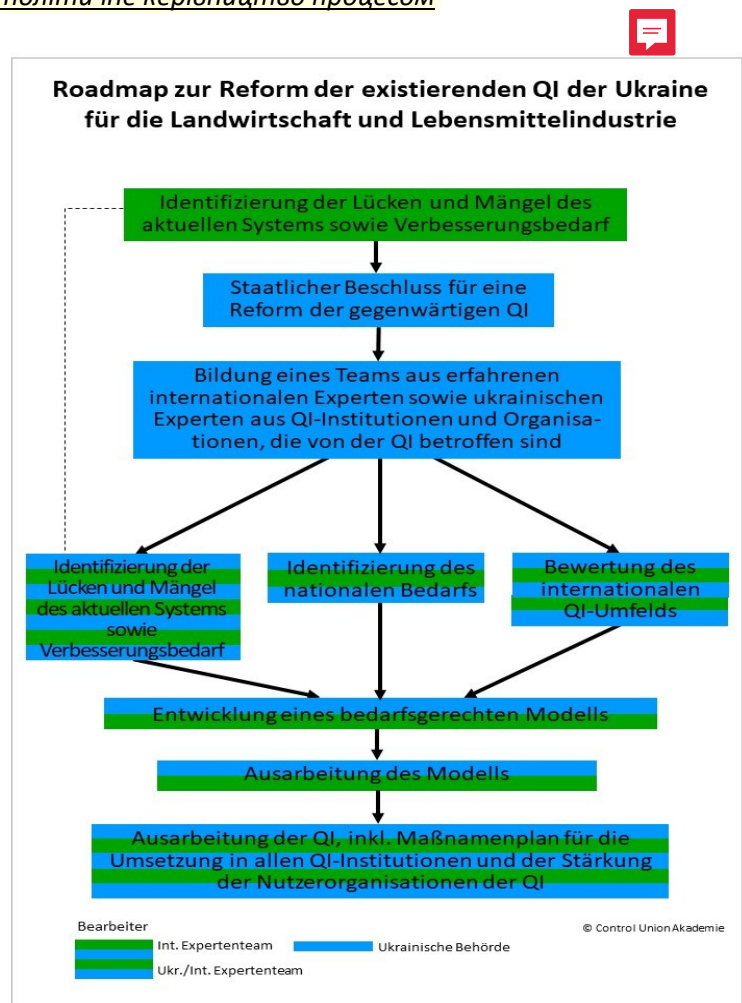 керівництво процесом
Roadmap zur Reform der existierenden QI der Ukraine
für die Landwirtschaft und Lebensmittelindustrie
Identifizierung der Lücken und Mängel des
aktuellen Systems sowie Verbesserungsbedarf
Staatlicher Beschluss für eine
Reform der gegenwärtigen QI
Bildung eines Teams aus erfahrenen
internationalen Experten sowie ukrainischen
Experten aus QI-Institutionen und Organisa-
tionen, die von der QI betroffen sind
Identifizierung der
Lücken und Mängel
des aktuellen Systems
sowie
Verbesserungsbedarf
Identifizierung des
nationalen Bedarfs
Bewertung des
internationalen
QI-Umfelds
Entwicklung eines bedarfsgerechten Modells
Ausarbeitung des Modells
Ausarbeitung der QI, inkl. Maßnamenplan für die
Umsetzung in allen QI-Institutionen und der Stärkung
der Nutzerorganisationen der QI
Bearbeiter
© Control Union Akademie
Int. Expertenteam
Ukrainische Behörde
Ukr./Int. Expertenteam